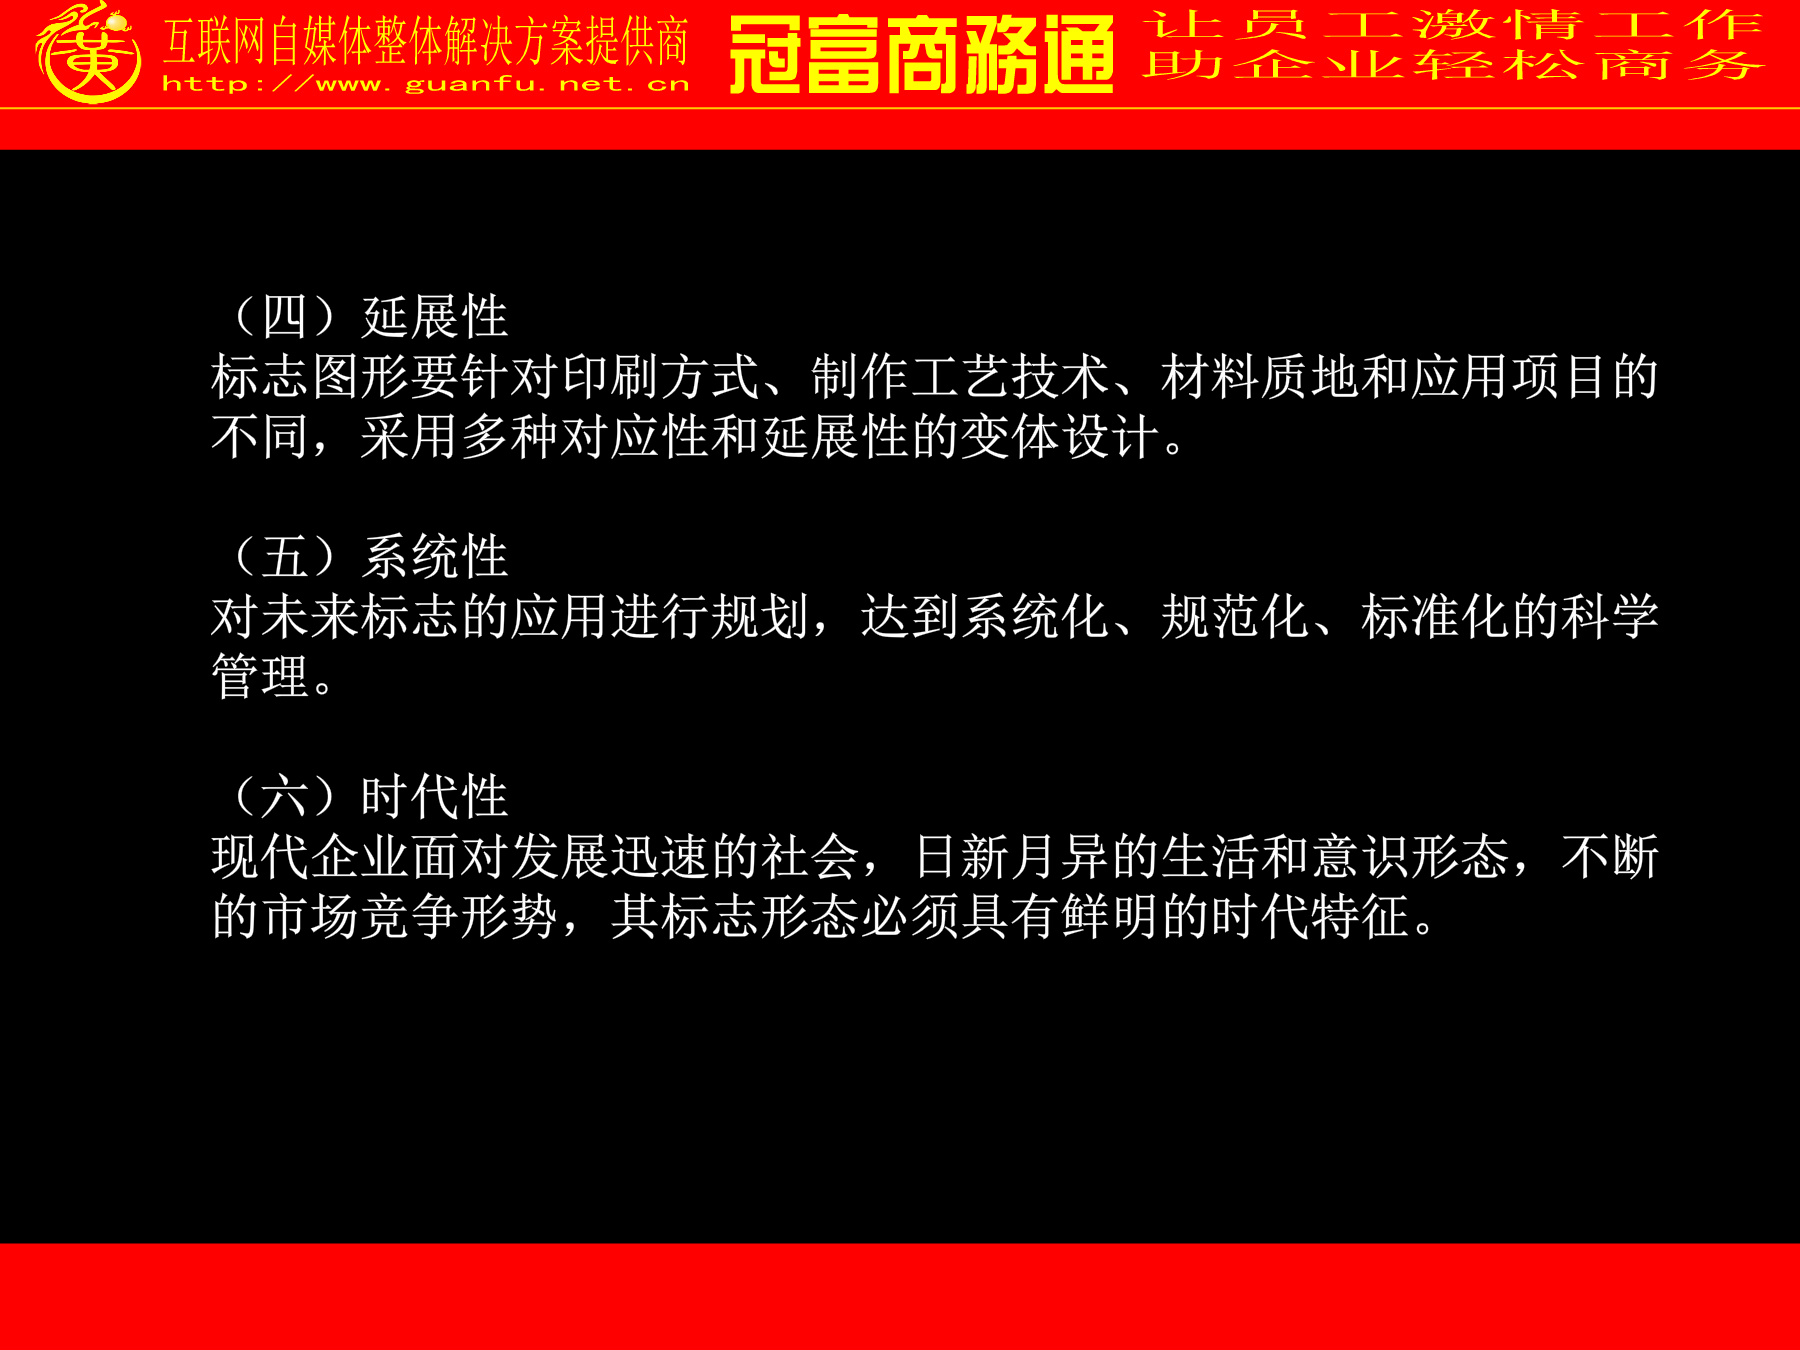 互联网自媒体整体解决方案提供商
http://www.guanfu.net.cn
冠富商務通
让员工激情工作
助企业轻松商务
（四）延展性
标志图形要针对印刷方式、制作工艺技术、材料质地和应用项目的
不同，采用多种对应性和延展性的变体设计。
（五）系统性
对未来标志的应用进行规划，达到系统化、规范化、标准化的科学
管理。
（六）时代性
现代企业面对发展迅速的社会，日新月异的生活和意识形态，不断
的市场竞争形势，其标志形态必须具有鲜明的时代特征。